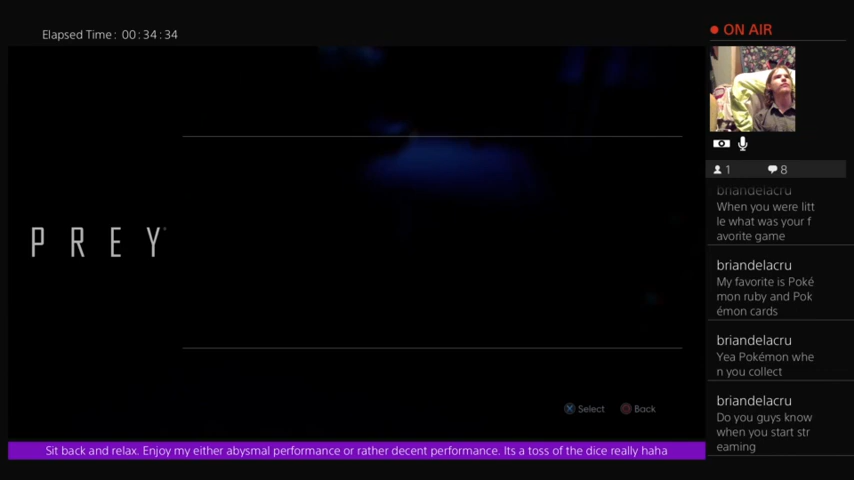 Elapsed Time: 00:34:34
ON AIR
1 8
briandelacru
When you were litt
le what was your f
avorite game
briandelacru
My favorite is Poké
mon ruby and Pok
émon cards
briandelacru
Yea Pokémon whe
n you collect
briandelacru
Do you guys know
when you start str
eaming
PREY
Select Back
Sit back and relax. Enjoy my either abysmal performance or rather decent performance. Its a toss of the dice really haha